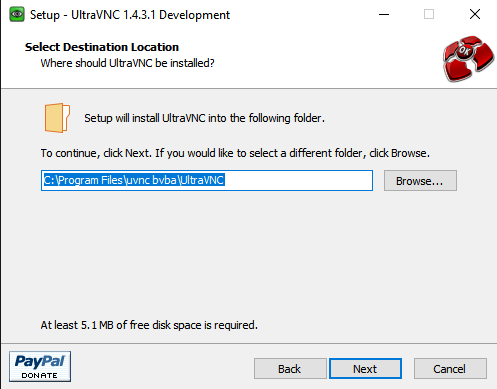 Setup - UltraVNC 1.4.3.1 Development
Select Destination Location
Where should UltraVNC be installed?
OK
Setup will install UltraVNC into the following folder.
To continue, click Next. If you would like to select a different folder, click Browse.
C:\Program Files\uvnc bvba\UltraVNC
Browse...
At least 5.1 MB of free disk space is required.
PayPal
DONATE
Back
Next
Cancel